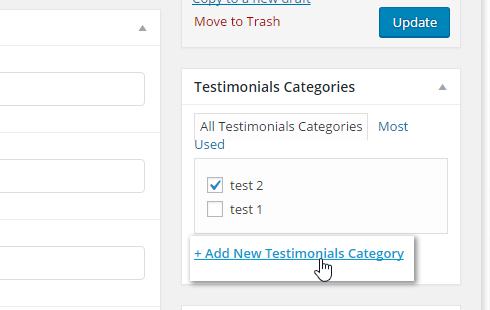 Copy to a new draft
Move to Trash
Update
Testimonials Categories
All Testimonials Categories
Most
Used
test 2
test 1
+ Add New Testimonials Category